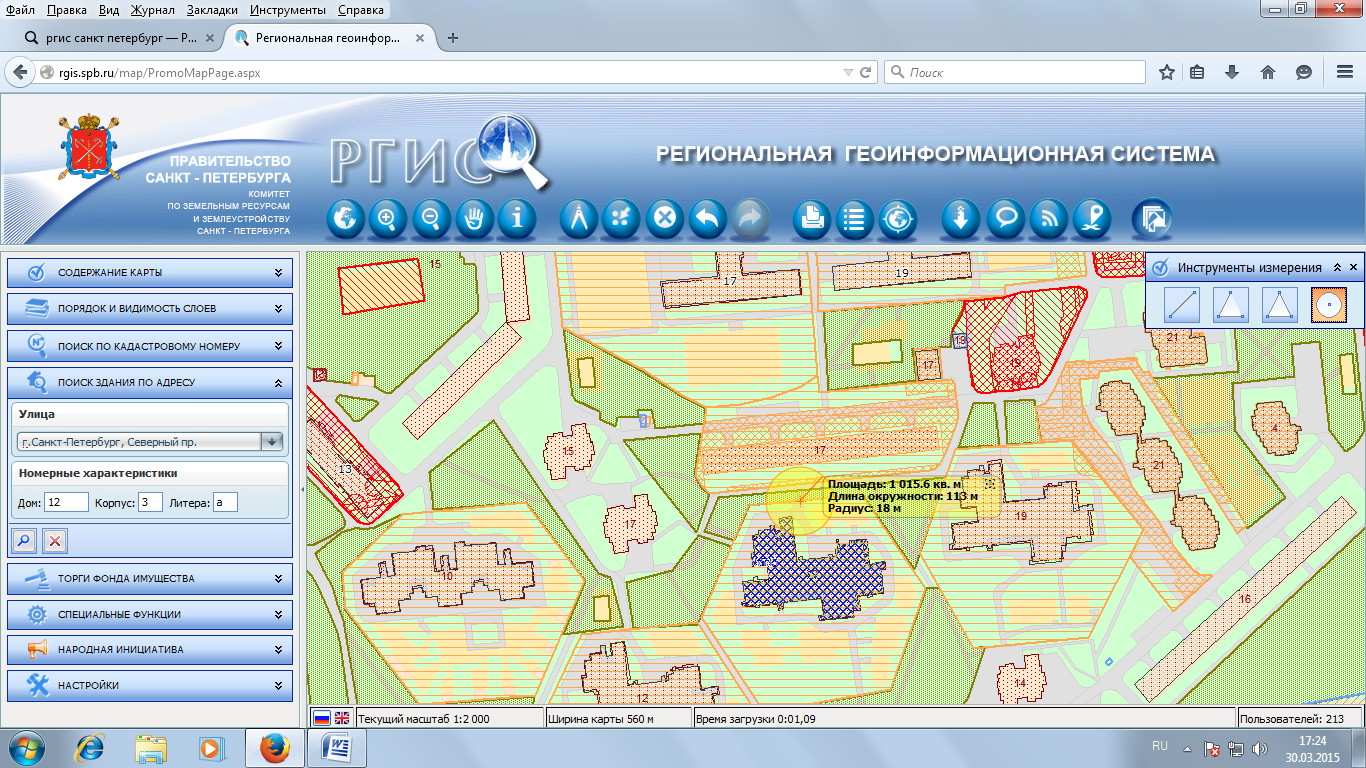 Файл Правка Вид Журнал Закладки Инструменты Справка
ргис санкт петербург — Р...
Региональная геоинфор...
rgis.spb.ru/map/PromoMapPage.aspx
Поиск
ПРАВИТЕЛЬСТВО
САНКТ - ПЕТЕРБУРГА
КОМИТЕТ
ПО ЗЕМЕЛЬНЫМ РЕСУРСАМ
И ЗЕМЛЕУСТРОЙСТВУ
САНКТ - ПЕТЕРБУРГА
РГИС
РЕГИОНАЛЬНАЯ ГЕОИНФОРМАЦИОННАЯ СИСТЕМА
СОДЕРЖАНИЕ КАРТЫ
ПОРЯДОК И ВИДИМОСТЬ СЛОЕВ
ПОИСК ПО КАДАСТРОВОМУ НОМЕРУ
ПОИСК ЗДАНИЯ ПО АДРЕСУ
Улица
г.Санкт-Петербург, Северный пр.
Номерные характеристики
Дом: 12 Корпус: 3 Литера: а
ТОРГИ ФОНДА ИМУЩЕСТВА
СПЕЦИАЛЬНЫЕ ФУНКЦИИ
НАРОДНАЯ ИНИЦИАТИВА
НАСТРОЙКИ
Инструменты измерения
15
17
19
19
17
19
21
13
15
17
17
21
4
10
19
16
12
14
Площадь: 1 015.6 кв. м
Длина окружности: 113 м
Радиус: 18 м
Текущий масштаб 1:2 000
Ширина карты 560 м
Время загрузки 0:01,09
Пользователей: 213
RU
17:24
30.03.2015